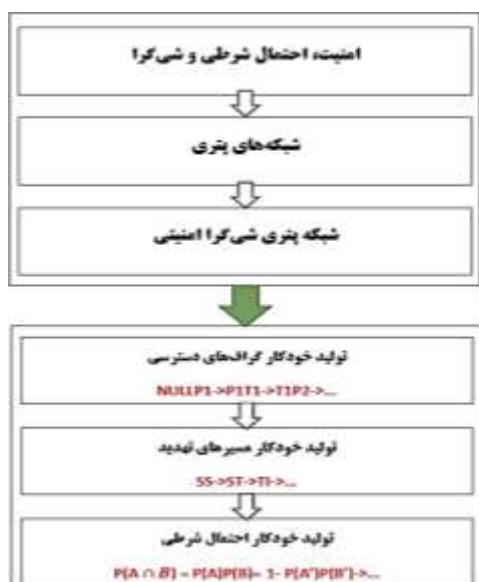 امنیت، احتمال شرطی و شی‌گرا
شبکه‌های پتری
شبکه پتری شی‌گرا امنیتی
تولید خودکار گراف‌های دسترسی
NULLP1->P1T1->T1P2->...
تولید خودکار مسیرهای تهدید
SS->ST->TI->...
تولید خودکار احتمال شرطی
P(A ∩ B) = P(A)P(B)= 1- P(A')P(B')->...